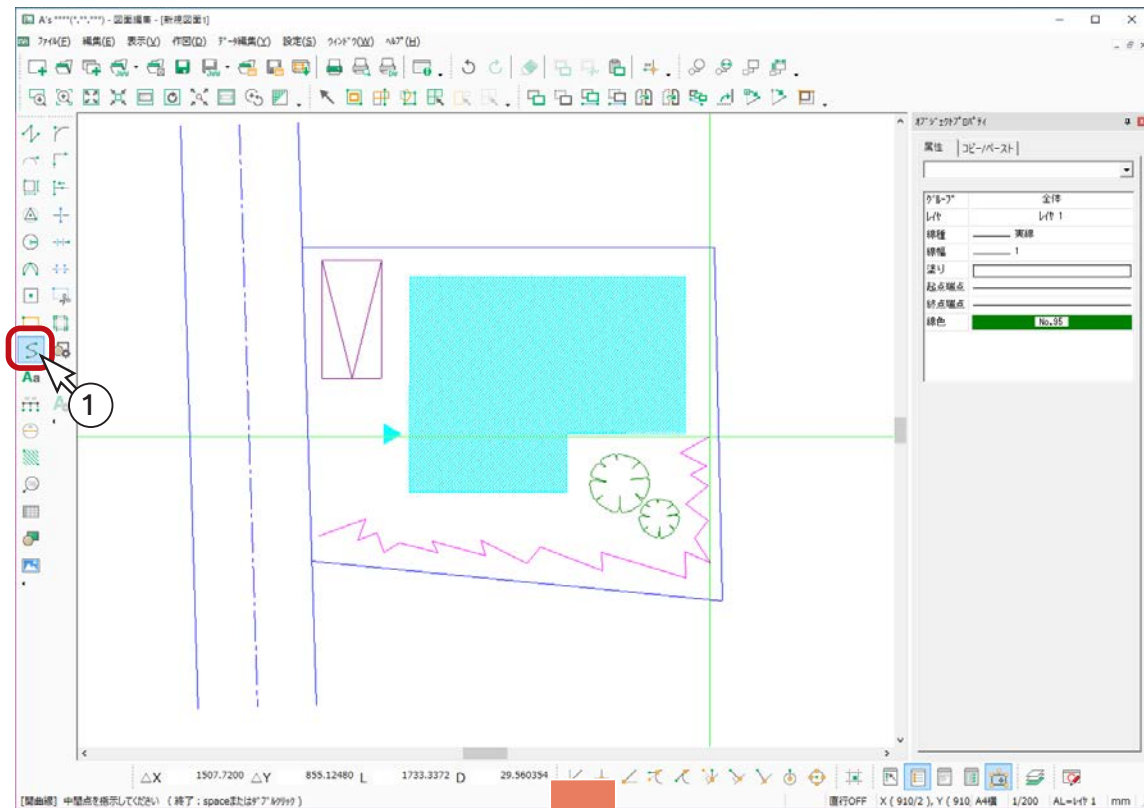 A's ****(*.**.***) - 図面編集 - [新規図面1]
ﾌｧｲﾙ(F) 編集(E) 表示(V) 作図(D) ﾃﾞｰﾀ編集(Y) 設定(S) ｳｨﾝﾄﾞｳ(W) ﾍﾙﾌﾟ(H)
ｵﾌﾞｼﾞｪｸﾄﾌﾟﾛﾊﾟﾃｨ
属性 コピー/ペースト
ｸﾞﾙｰﾌﾟ 全体
ﾚｲﾔ ﾚｲﾔ 1
線種 実線
線幅 1
塗り
起点端点
終点端点
線色 No.95
Aa
1
△X 1507.7200 △Y 855.12480 L 1733.3372 D 29.560354
[開曲線] 中間点を指示してください (終了：spaceまたはﾀﾞﾌﾞﾙｸﾘｯｸ)
直行OFF X ( 910/2 ), Y ( 910, A4横 1/200 AL=ﾚｲﾔ 1 mm